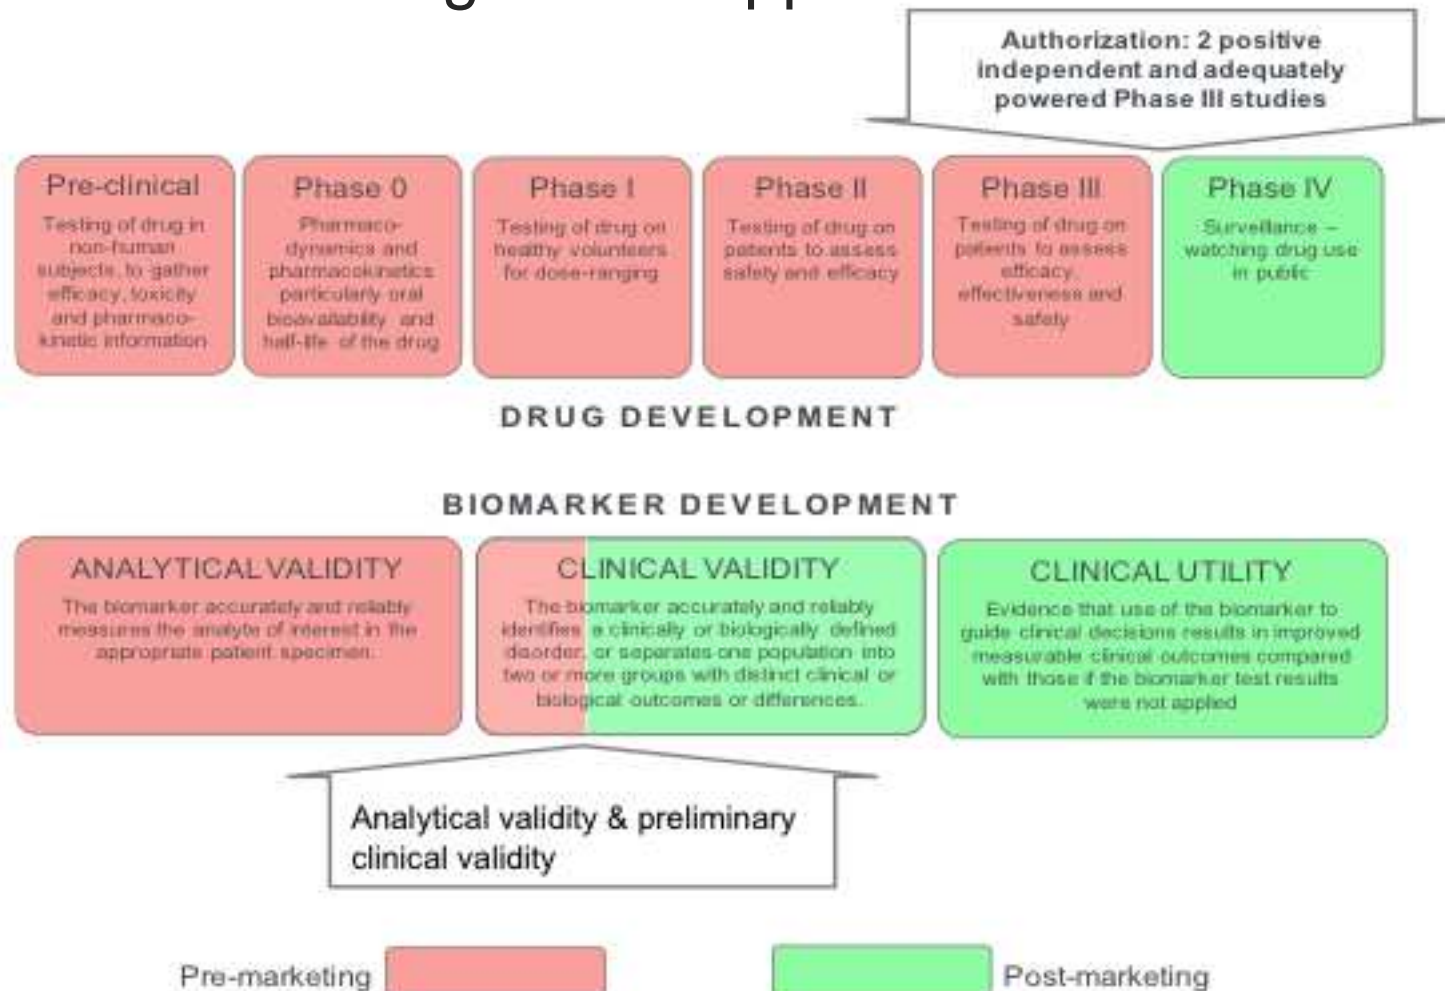 Authorization: 2 positive
independent and adequately
powered Phase III studies
Pre-clinical
Testing of drug in
non-human
subjects, to gather
efficacy, toxicity
and pharmaco-
kinetic information
Phase 0
Pharmaco-
dynamics and
pharmacokinetics
particularly oral
bioavailability and
half-life of the drug
Phase I
Testing of drug on
healthy volunteers
for dose-ranging
Phase II
Testing of drug on
patients to assess
safety and efficacy
Phase III
Testing of drug on
patients to assess
efficacy,
effectiveness and
safety
Phase IV
Surveillance –
watching drug use
in public
DRUG DEVELOPMENT
BIOMARKER DEVELOPMENT
ANALYTICAL VALIDITY
The biomarker accurately and reliably
measures the analyte of interest in the
appropriate patient specimen.
CLINICAL VALIDITY
The biomarker accurately and reliably
identifies a clinically or biologically defined
disorder, or separates one population into
two or more groups with distinct clinical or
biological outcomes or differences.
CLINICAL UTILITY
Evidence that use of the biomarker to
guide clinical decisions results in improved
measurable clinical outcomes compared
with those if the biomarker test results
were not applied
Analytical validity & preliminary
clinical validity
Pre-marketing
Post-marketing